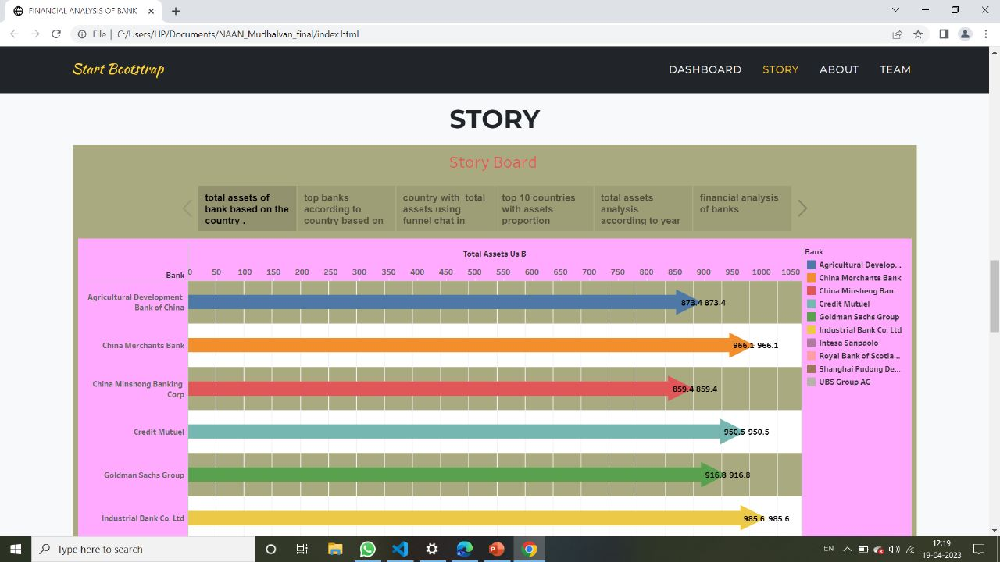 FINANCIAL ANALYSIS OF BANK
File | C:/Users/HP/Documents/NAAN_Mudhalvan_final/index.html
Start Bootstrap
DASHBOARD STORY ABOUT TEAM
STORY
Story Board
total assets of
bank based on the
country .
top banks
according to
country based on
country with total
assets using
funnel chat in
top 10 countries
with assets
proportion
total assets
analysis
according to year
financial analysis
of banks
Total Assets Us B
Bank
0 50 100 150 200 250 300 350 400 450 500 550 600 650 700 750 800 850 900 950 1000 1050
Agricultural Development
Bank of China
873.4 873.4
China Merchants Bank
966.1 966.1
China Minsheng Banking
Corp
859.4 859.4
Credit Mutuel
950.5 950.5
Goldman Sachs Group
916.8 916.8
Industrial Bank Co. Ltd
985.6 985.6
Bank
Agricultural Develop...
China Merchants Bank
China Minsheng Ban...
Credit Mutuel
Goldman Sachs Group
Industrial Bank Co. Ltd
Intesa Sanpaolo
Royal Bank of Scotla...
Shanghai Pudong De...
UBS Group AG
Type here to search
EN
12:19
19-04-2023